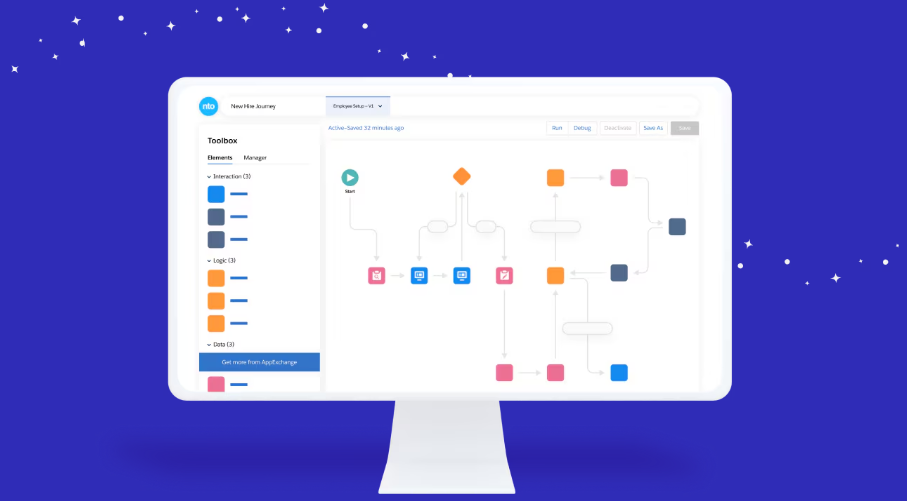 nto
New Hire Journey
Employee Setup – V1
Active–Saved 32 minutes ago
Run
Debug
Deactivate
Save As
Save
Toolbox
Elements
Manager
Interaction (3)
Logic (3)
Data (3)
Get more from AppExchange
Start